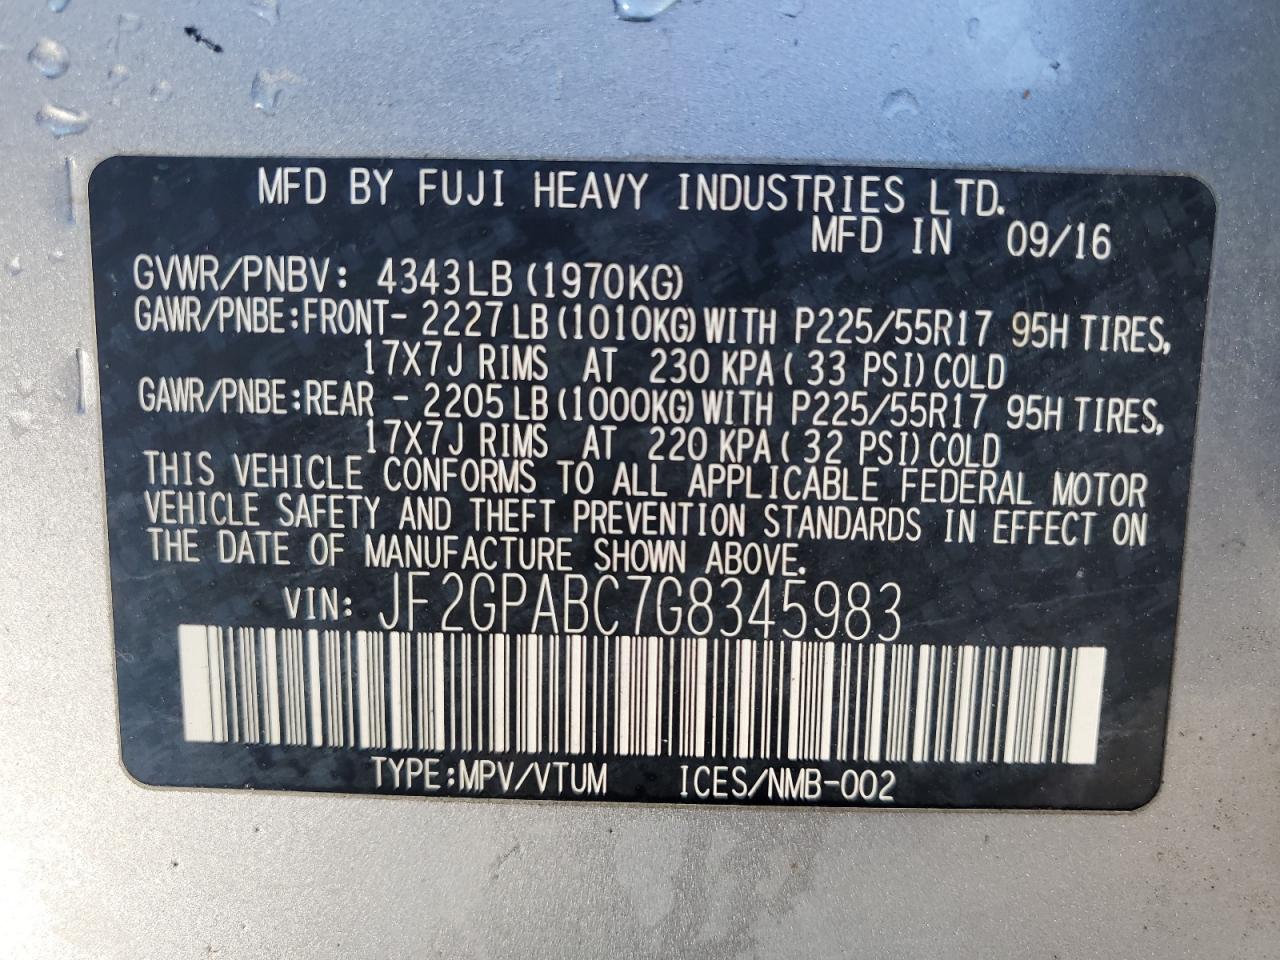 MFD BY FUJI HEAVY INDUSTRIES LTD.
MFD IN 09/16
GVWR/PNBV: 4343LB (1970KG)
GAWR/PNBE:FRONT- 2227LB (1010KG) WITH P225/55R17 95H TIRES,
17X7J RIMS AT 230 KPA ( 33 PSI) COLD
GAWR/PNBE:REAR - 2205LB (1000KG) WITH P225/55R17 95H TIRES,
17X7J RIMS AT 220 KPA ( 32 PSI) COLD
THIS VEHICLE CONFORMS TO ALL APPLICABLE FEDERAL MOTOR
VEHICLE SAFETY AND THEFT PREVENTION STANDARDS IN EFFECT ON
THE DATE OF MANUFACTURE SHOWN ABOVE.
VIN: JF2GPABC7G8345983
TYPE:MPV/VTUM ICES/NMB-002